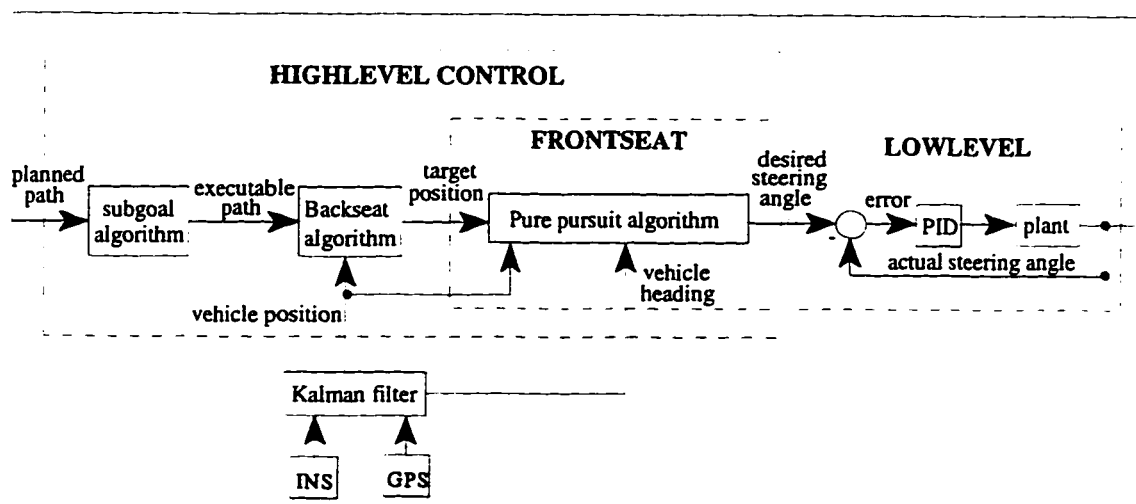 HIGHLEVEL CONTROL
FRONTSEAT
LOWLEVEL
planned
path
subgoal
algorithm
executable
path
Backseat
algorithm
target
position
Pure pursuit algorithm
desired
steering
angle
error
PID
plant
actual steering angle
vehicle
heading
vehicle position
Kalman filter
INS
GPS